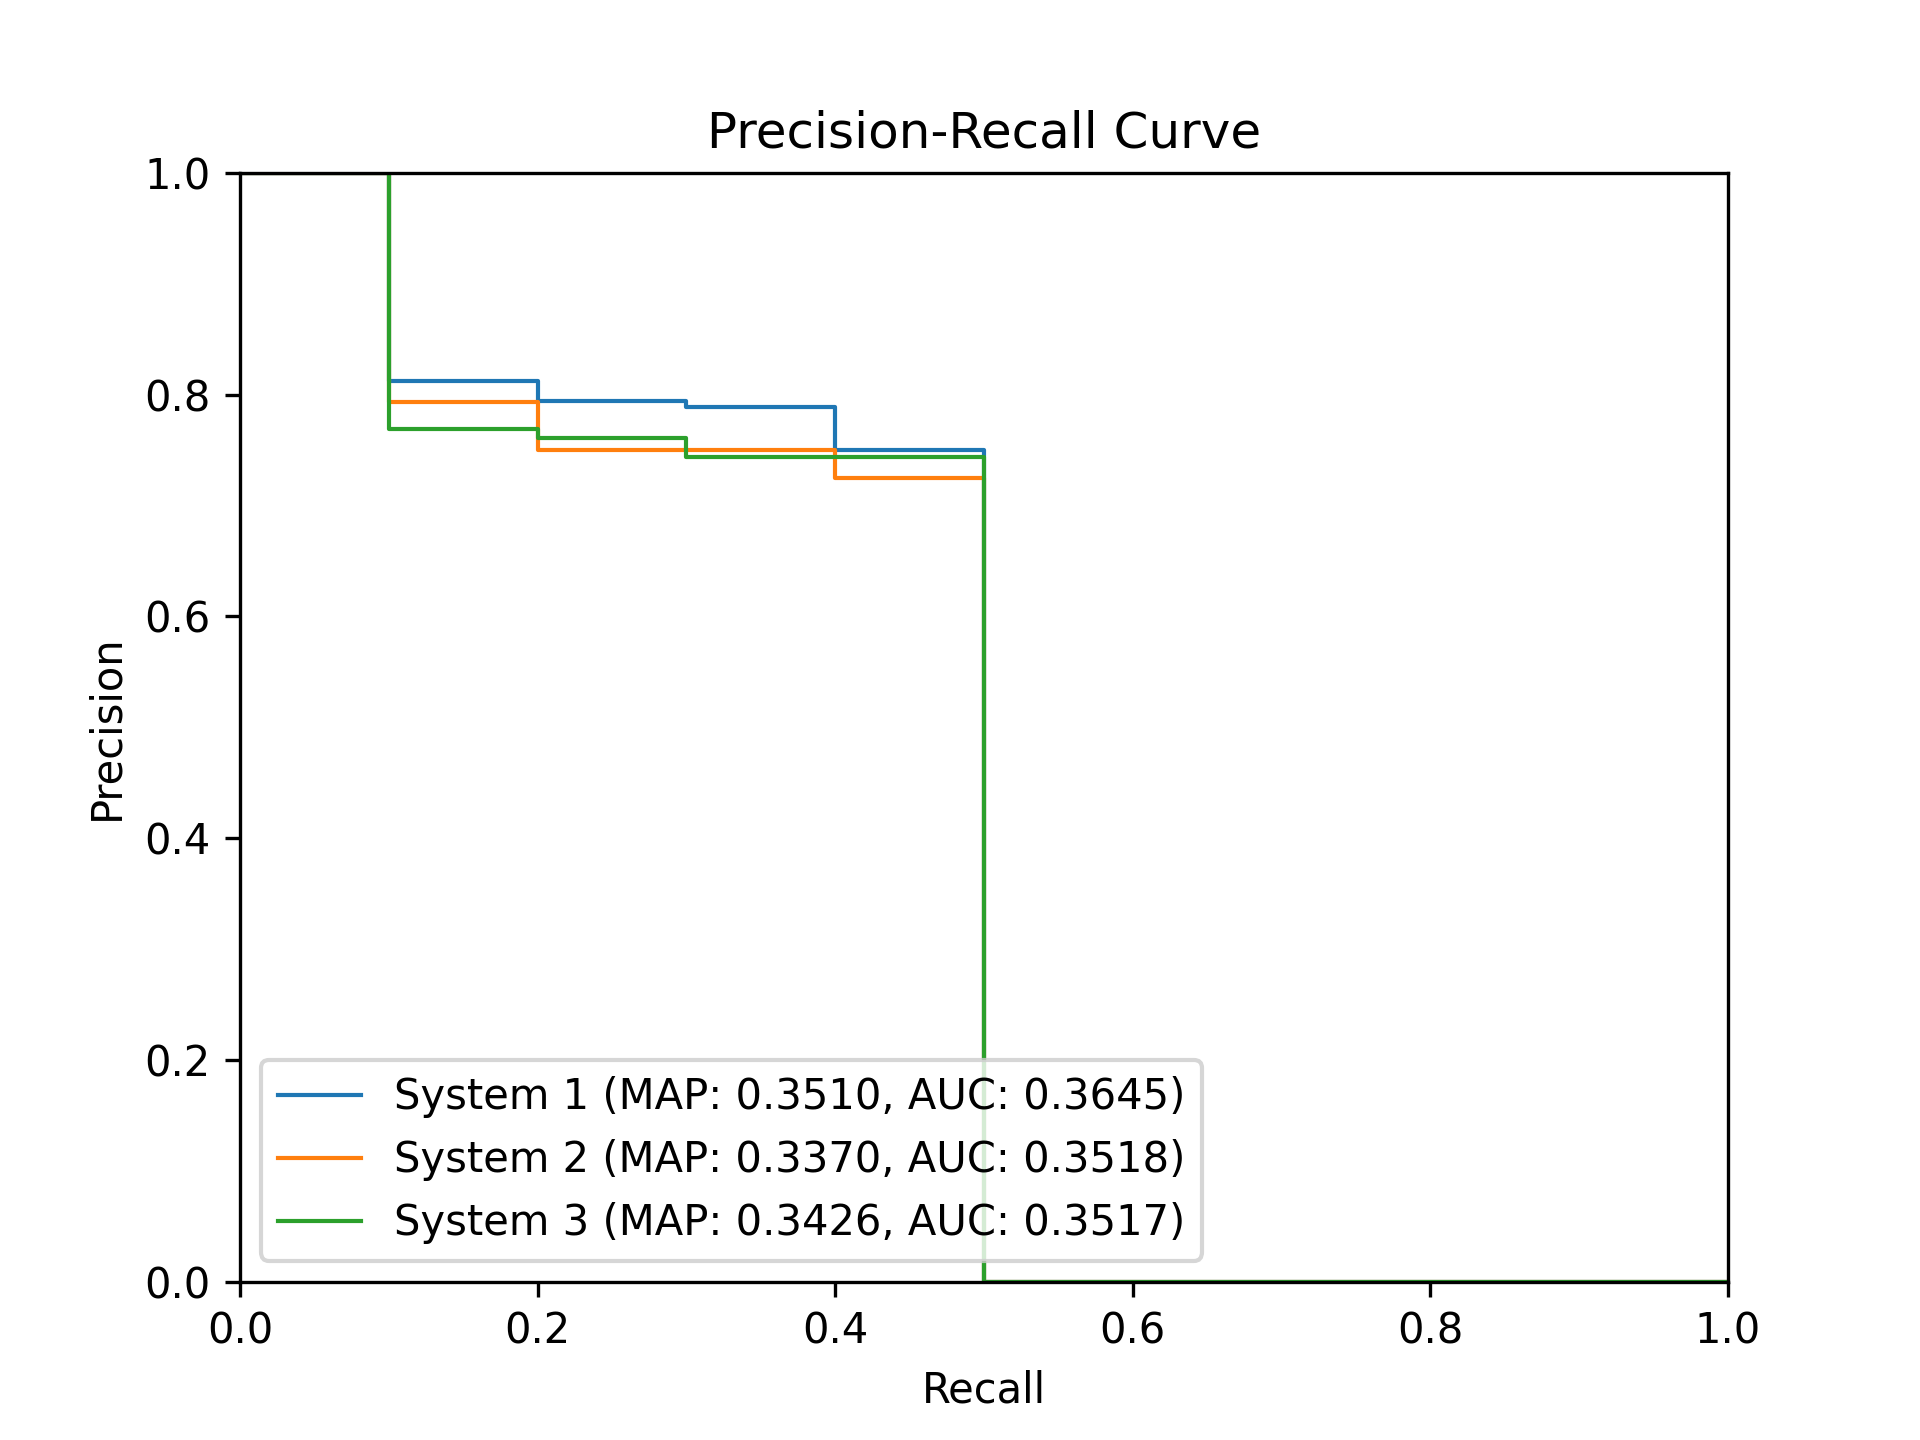 Precision-Recall Curve
1.0
0.8
0.6
0.4
0.2
0.0
Precision
System 1 (MAP: 0.3510, AUC: 0.3645)
System 2 (MAP: 0.3370, AUC: 0.3518)
System 3 (MAP: 0.3426, AUC: 0.3517)
0.0 0.2 0.4 0.6 0.8 1.0
Recall